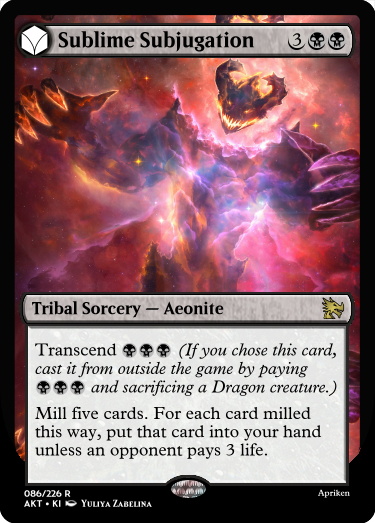 Sublime Subjugation 3
Tribal Sorcery — Aeonite
Transcend (If you chose this card,
cast it from outside the game by paying
and sacrificing a Dragon creature.)
Mill five cards. For each card milled
this way, put that card into your hand
unless an opponent pays 3 life.
086/226 R
AKT • KI Yuliya Zabelina
Apriken